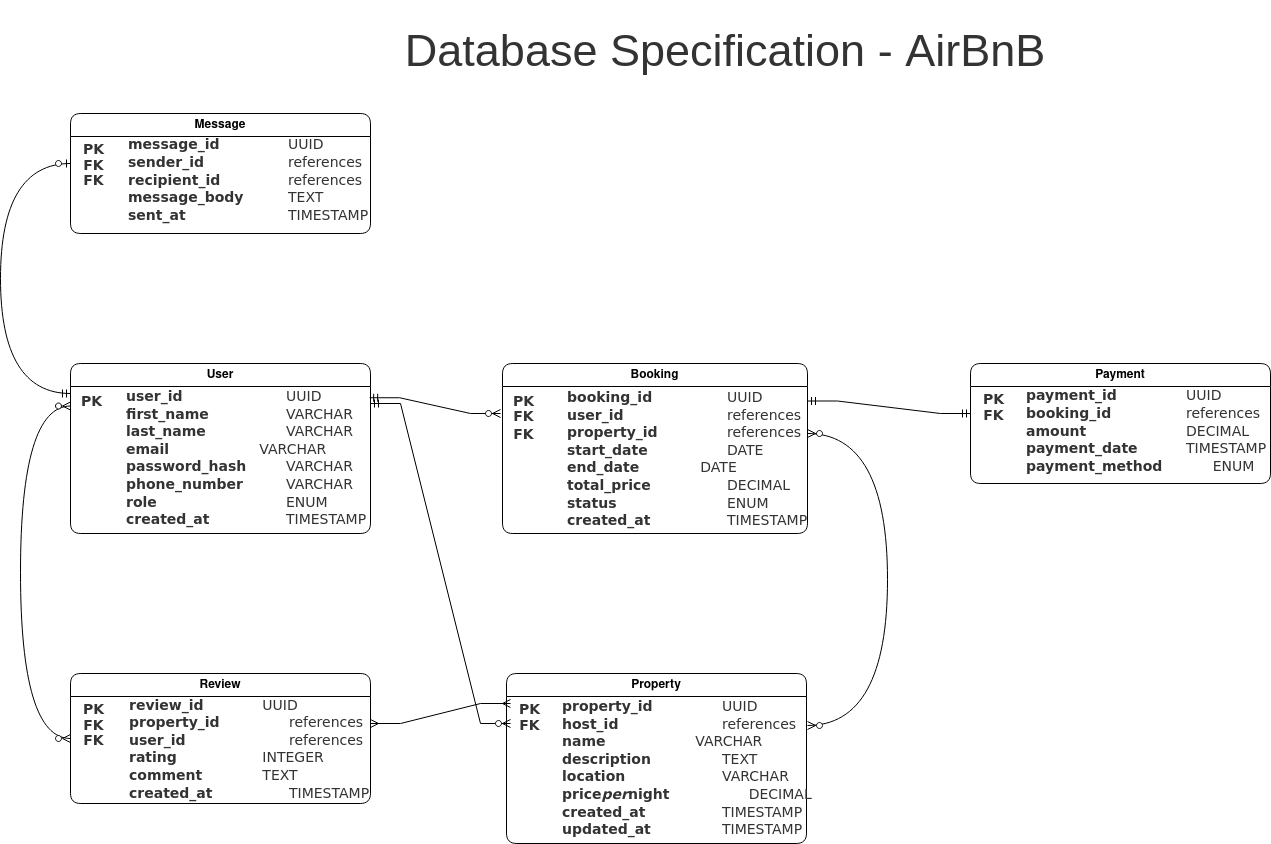 Database Specification - AirBnB
Message
PK message_id UUID
FK sender_id references
FK recipient_id references
message_body TEXT
sent_at TIMESTAMP
User
PK user_id UUID
first_name VARCHAR
last_name VARCHAR
email VARCHAR
password_hash VARCHAR
phone_number VARCHAR
role ENUM
created_at TIMESTAMP
Booking
PK booking_id UUID
FK user_id references
FK property_id references
start_date DATE
end_date DATE
total_price DECIMAL
status ENUM
created_at TIMESTAMP
Payment
PK payment_id UUID
FK booking_id references
amount DECIMAL
payment_date TIMESTAMP
payment_method ENUM
Review
PK review_id UUID
FK property_id references
FK user_id references
rating INTEGER
comment TEXT
created_at TIMESTAMP
Property
PK property_id UUID
FK host_id references
name VARCHAR
description TEXT
location VARCHAR
pricepernight DECIMAL
created_at TIMESTAMP
updated_at TIMESTAMP